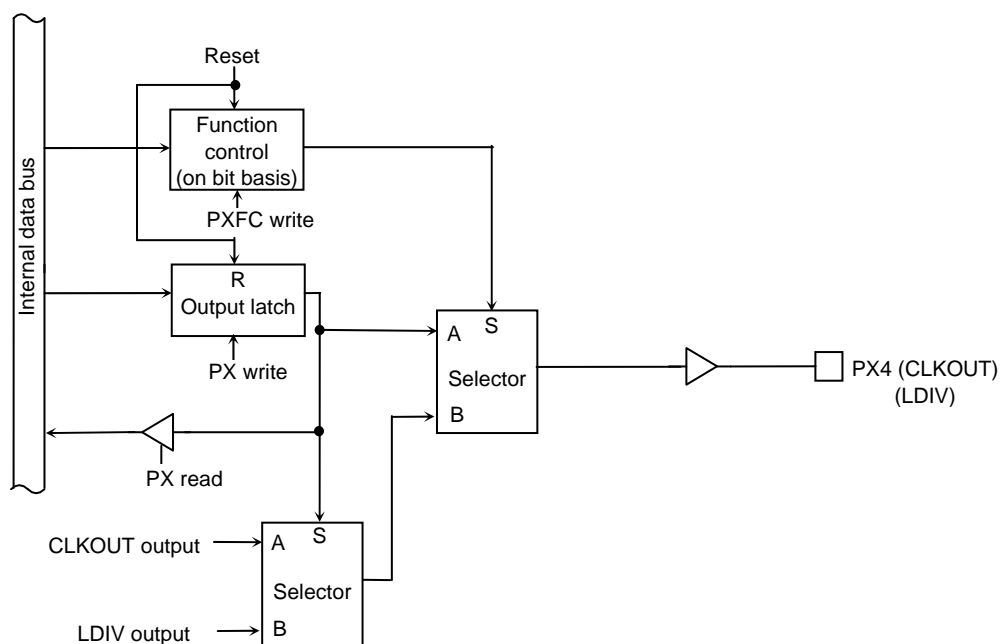 Internal data bus
Reset
Function
control
(on bit basis)
PXFC write
R
Output latch
PX write
PX read
A
S
Selector
B
PX4 (CLKOUT)
(LDIV)
CLKOUT output
LDIV output
A
S
Selector
B